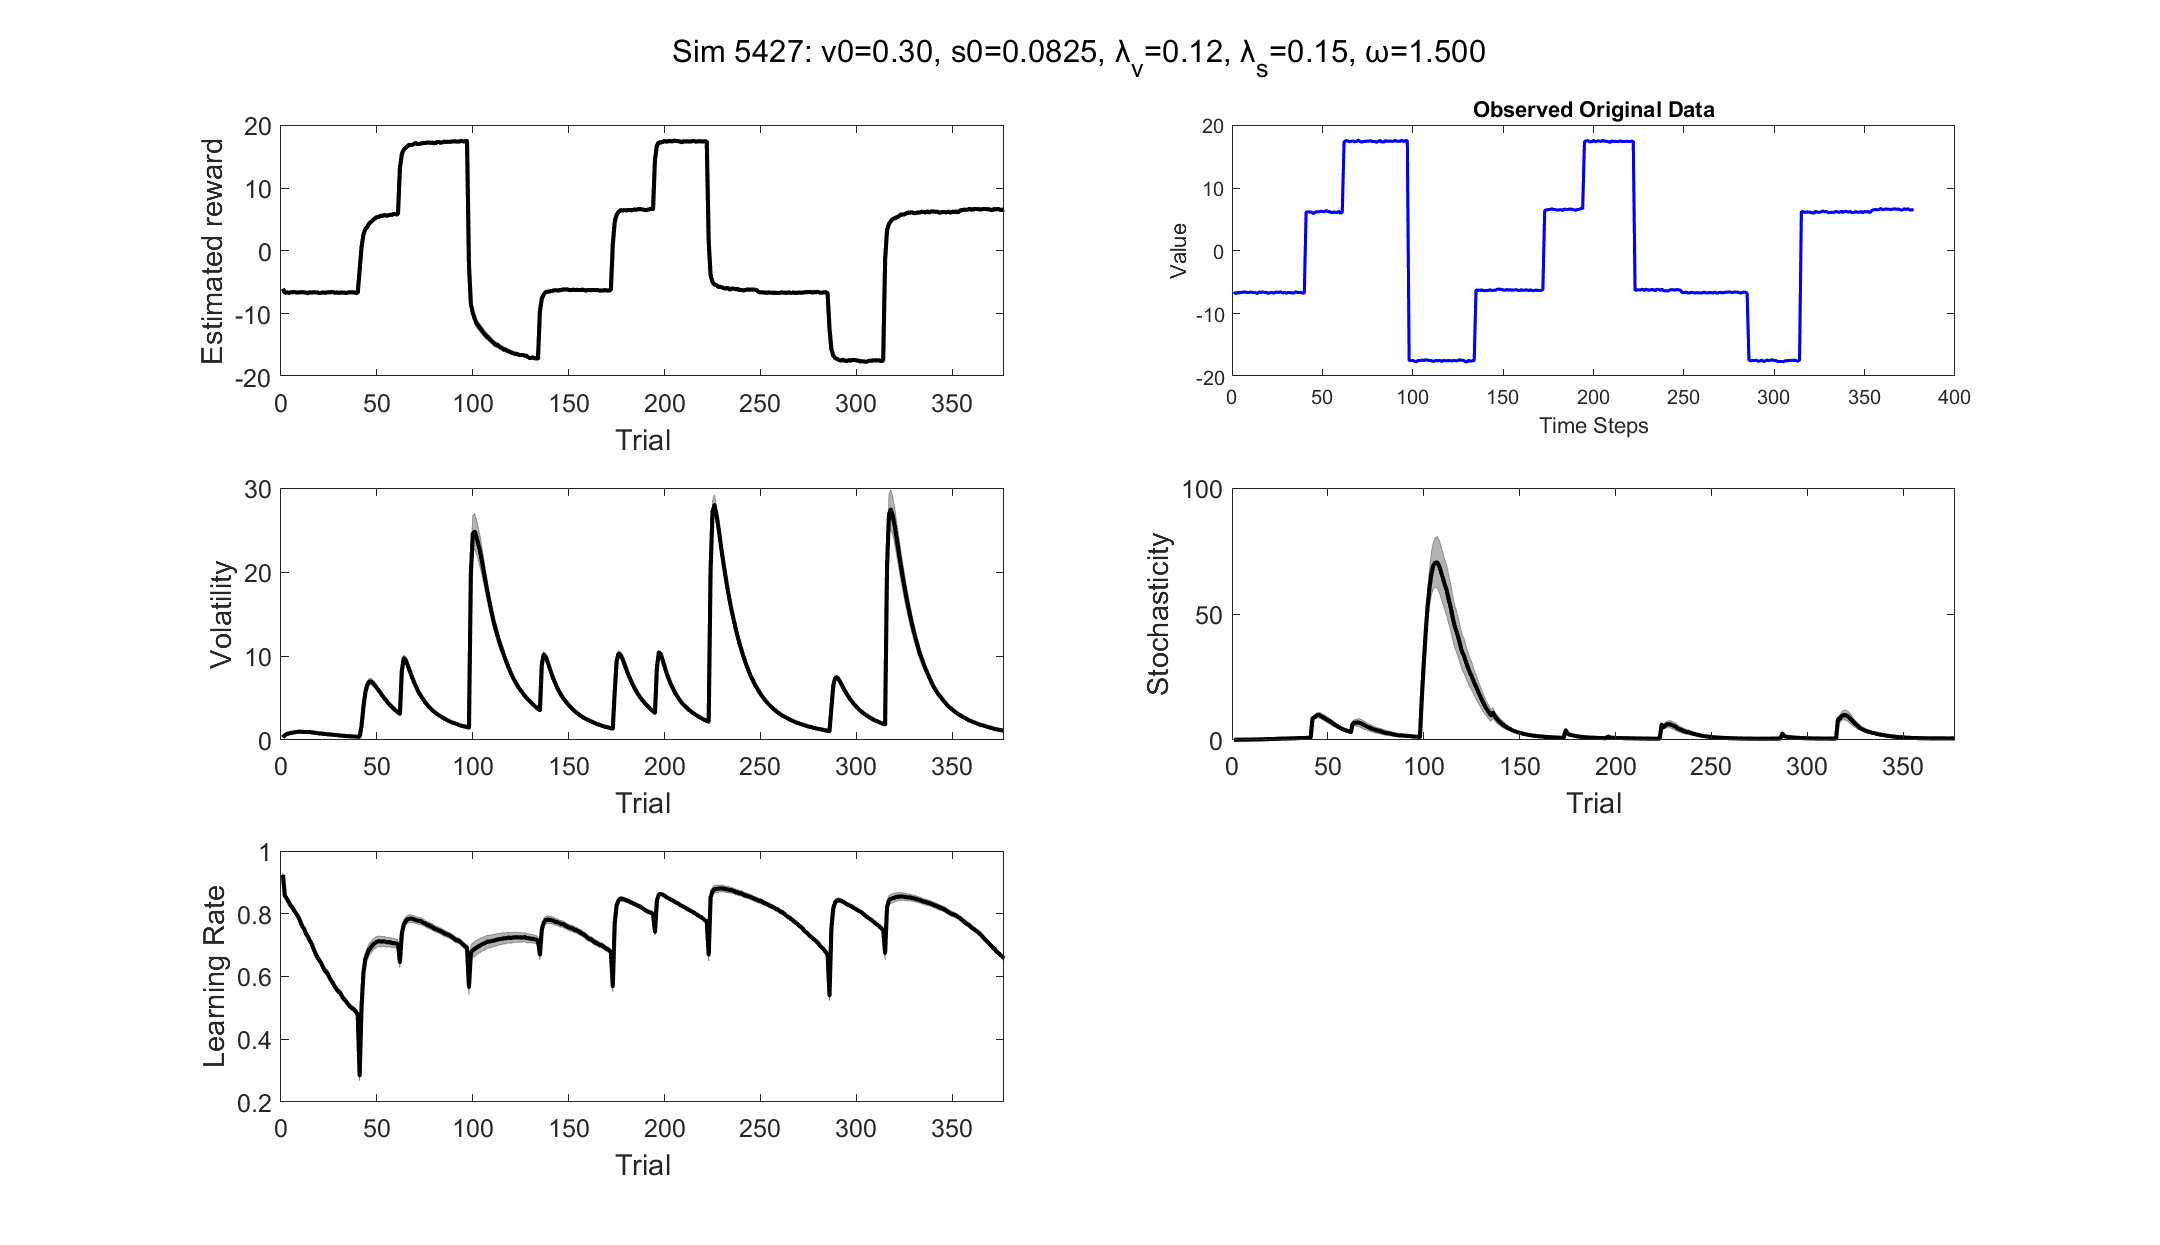 Sim 5427: v0=0.30, s0=0.0825, λv=0.12, λs=0.15, ω=1.500
20
10
0
-10
-20
Estimated reward
0 50 100 150 200 250 300 350
Trial
Observed Original Data
20
10
0
-10
-20
Value
0 50 100 150 200 250 300 350 400
Time Steps
30
20
10
0
Volatility
0 50 100 150 200 250 300 350
Trial
100
50
0
Stochasticity
0 50 100 150 200 250 300 350
Trial
1
0.8
0.6
0.4
0.2
Learning Rate
0 50 100 150 200 250 300 350
Trial